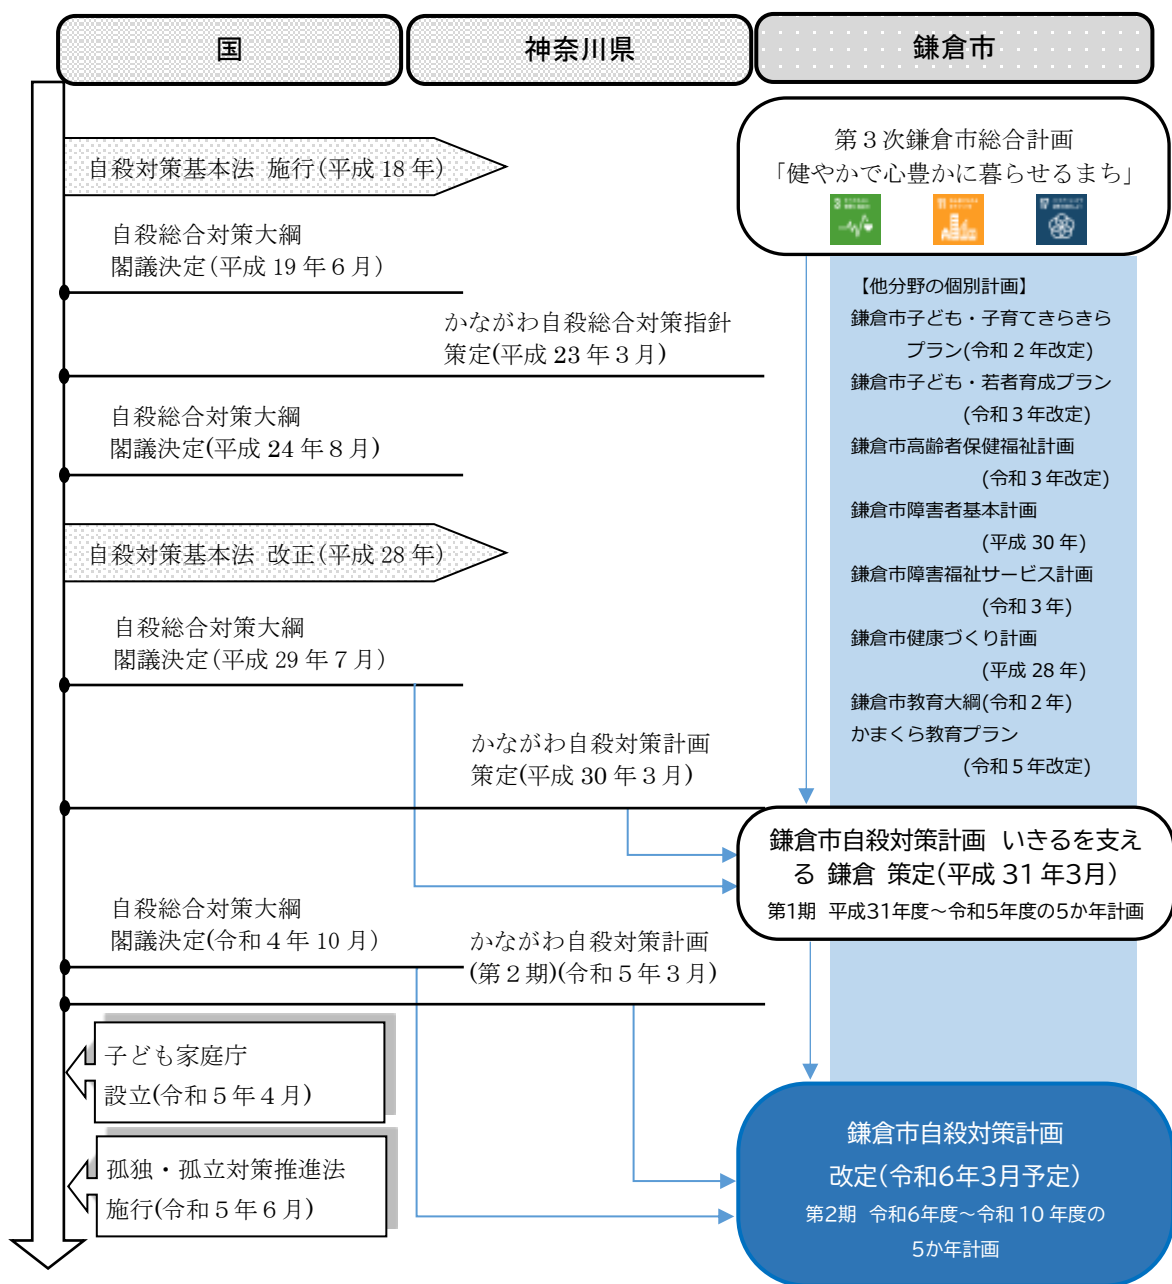 国
神奈川県
鎌倉市
第３次鎌倉市総合計画
「健やかで心豊かに暮らせるまち」
3
11
17
自殺対策基本法 施行(平成 18 年)
自殺総合対策大綱
閣議決定(平成 19 年６月)
かながわ自殺総合対策指針
策定(平成 23 年３月)
自殺総合対策大綱
閣議決定(平成 24 年８月)
自殺対策基本法 改正(平成 28 年)
自殺総合対策大綱
閣議決定(平成 29 年７月)
かながわ自殺対策計画
策定(平成 30 年３月)
【他分野の個別計画】
鎌倉市子ども・子育てきらきら
プラン(令和２年改定)
鎌倉市子ども・若者育成プラン
(令和３年改定)
鎌倉市高齢者保健福祉計画
(令和３年改定)
鎌倉市障害者基本計画
(平成 30 年)
鎌倉市障害福祉サービス計画
(令和３年)
鎌倉市健康づくり計画
(平成 28 年)
鎌倉市教育大綱(令和２年)
かまくら教育プラン
(令和５年改定)
鎌倉市自殺対策計画 いきるを支え
る 鎌倉 策定(平成 31 年3月)
第1期 平成31年度～令和5年度の5か年計画
自殺総合対策大綱
閣議決定(令和４年 10 月)
かながわ自殺対策計画
(第２期)(令和５年３月)
子ども家庭庁
設立(令和５年４月)
孤独・孤立対策推進法
施行(令和５年６月)
鎌倉市自殺対策計画
改定(令和6年3月予定)
第2期 令和6年度～令和 10 年度の
5か年計画